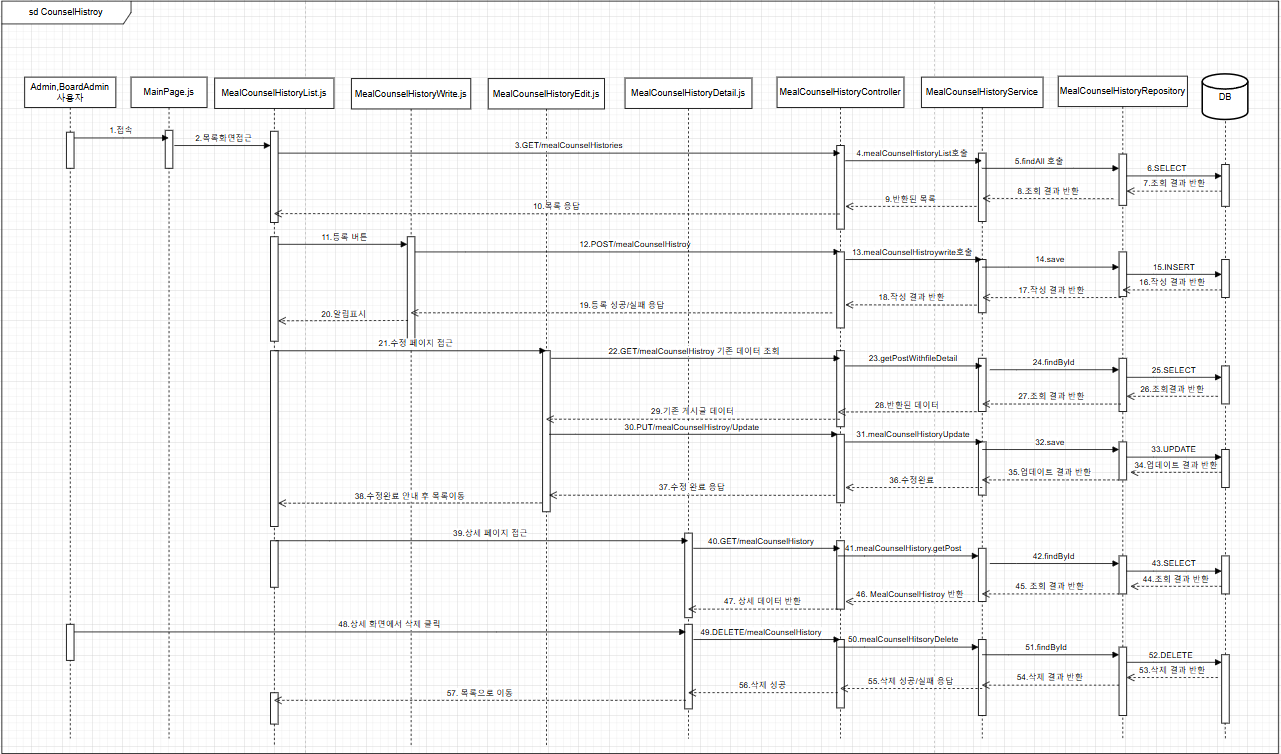 sd CounselHistroy
Admin,BoardAdmin
사용자
MainPage.js
MealCounselHistoryList.js
MealCounselHistoryWrite.js
MealCounselHistoryEdit.js
MealCounselHistoryDetail.js
MealCounselHistoryController
MealCounselHistoryService
MealCounselHistoryRepository
DB
1.접속
2.목록화면접근
3.GET/mealCounselHistories
4.mealCounselHistoryList호출
5.findAll 호출
6.SELECT
7.조회 결과 반환
8.조회 결과 반환
9.반환된 목록
10.목록 응답
11.등록 버튼
12.POST/mealCounselHistroy
13.mealCounselHistroywrite호출
14.save
15.INSERT
16.작성 결과 반환
17.작성 결과 반환
18.작성 결과 반환
19.등록 성공/실패 응답
20.알림표시
21.수정 페이지 접근
22.GET/mealCounselHistroy 기존 데이터 조회
23.getPostWithfileDetail
24.findById
25.SELECT
26.조회결과 반환
27.조회 결과 반환
28.반환된 데이터
29.기존 게시글 데이터
30.PUT/mealCounselHistroy/Update
31.mealCounselHistoryUpdate
32.save
33.UPDATE
34.업데이트 결과 반환
35.업데이트 결과 반환
36.수정완료
37.수정 완료 응답
38.수정완료 안내 후 목록이동
39.상세 페이지 접근
40.GET/mealCounselHistory
41.mealCounselHistory.getPost
42.findById
43.SELECT
44.조회 결과 반환
45. 조회 결과 반환
46. MealCounselHistroy 반환
47. 상세 데이터 반환
48.상세 화면에서 삭제 클릭
49.DELETE/mealCounselHistory
50.mealCounselHitsoryDelete
51.findById
52.DELETE
53.삭제 결과 반환
54.삭제 결과 반환
55.삭제 성공/실패 응답
56.삭제 성공
57. 목록으로 이동